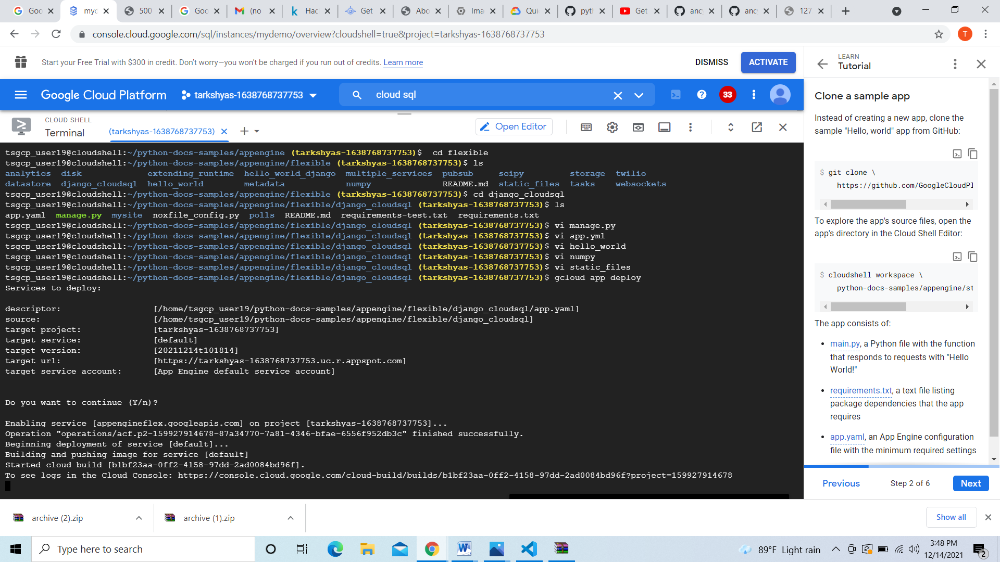 Goo
myc
500
Goo
(no
Hac
Get
Abo
Ima
Qui
pyth
Get
anc
anc
127
console.cloud.google.com/sql/instances/mydemo/overview?cloudshell=true&project=tarkshyas-1638768737753
T
Start your Free Trial with $300 in credit. Don't worry—you won't be charged if you run out of credits. Learn more
DISMISS
ACTIVATE
Google Cloud Platform
tarkshyas-1638768737753
cloud sql
33
CLOUD SHELL
Terminal
(tarkshyas-1638768737753)
Open Editor
tsgcp_user19@cloudshell:~/python-docs-samples/appengine (tarkshyas-1638768737753)$  cd flexible
tsgcp_user19@cloudshell:~/python-docs-samples/appengine/flexible (tarkshyas-1638768737753)$ ls
analytics  disk             extending_runtime  hello_world_django  multiple_services  pubsub     scipy         storage  twilio
datastore  django_cloudsql  hello_world        metadata            numpy              README.md  static_files  tasks    websockets
tsgcp_user19@cloudshell:~/python-docs-samples/appengine/flexible (tarkshyas-1638768737753)$ cd django_cloudsql
tsgcp_user19@cloudshell:~/python-docs-samples/appengine/flexible/django_cloudsql (tarkshyas-1638768737753)$ ls
app.yaml  manage.py  mysite  noxfile_config.py  polls  README.md  requirements-test.txt  requirements.txt
tsgcp_user19@cloudshell:~/python-docs-samples/appengine/flexible/django_cloudsql (tarkshyas-1638768737753)$ vi manage.py
tsgcp_user19@cloudshell:~/python-docs-samples/appengine/flexible/django_cloudsql (tarkshyas-1638768737753)$ vi app.yml
tsgcp_user19@cloudshell:~/python-docs-samples/appengine/flexible/django_cloudsql (tarkshyas-1638768737753)$ vi hello_world
tsgcp_user19@cloudshell:~/python-docs-samples/appengine/flexible/django_cloudsql (tarkshyas-1638768737753)$ vi numpy
tsgcp_user19@cloudshell:~/python-docs-samples/appengine/flexible/django_cloudsql (tarkshyas-1638768737753)$ vi static_files
tsgcp_user19@cloudshell:~/python-docs-samples/appengine/flexible/django_cloudsql (tarkshyas-1638768737753)$ gcloud app deploy
Services to deploy:
descriptor:                  [/home/tsgcp_user19/python-docs-samples/appengine/flexible/django_cloudsql/app.yaml]
source:                      [/home/tsgcp_user19/python-docs-samples/appengine/flexible/django_cloudsql]
target project:              [tarkshyas-1638768737753]
target service:              [default]
target version:              [20211214t101814]
target url:                  [https://tarkshyas-1638768737753.uc.r.appspot.com]
target service account:      [App Engine default service account]
Do you want to continue (Y/n)?
Enabling service [appengineflex.googleapis.com] on project [tarkshyas-1638768737753]...
Operation "operations/acf.p2-159927914678-87a34770-7a81-4346-bfae-6556f952db3c" finished successfully.
Beginning deployment of service [default]...
Building and pushing image for service [default]
Started cloud build [b1bf23aa-0ff2-4158-97dd-2ad0084bd96f].
To see logs in the Cloud Console: https://console.cloud.google.com/cloud-build/builds/b1bf23aa-0ff2-4158-97dd-2ad0084bd96f?project=159927914678
LEARN
Tutorial
Clone a sample app
Instead of creating a new app, clone the
sample "Hello, world" app from GitHub:
$ git clone \
https://github.com/GoogleCloudPl
To explore the app's source files, open the
app's directory in the Cloud Shell Editor:
$ cloudshell workspace \
python-docs-samples/appengine/st
The app consists of:
• main.py, a Python file with the function
that responds to requests with "Hello
World!"
• requirements.txt, a text file listing
package dependencies that the app
requires
• app.yaml, an App Engine configuration
file with the minimum required settings
Previous
Step 2 of 6
Next
archive (2).zip
archive (1).zip
Show all
Type here to search
89°F Light rain
3:48 PM
12/14/2021
2